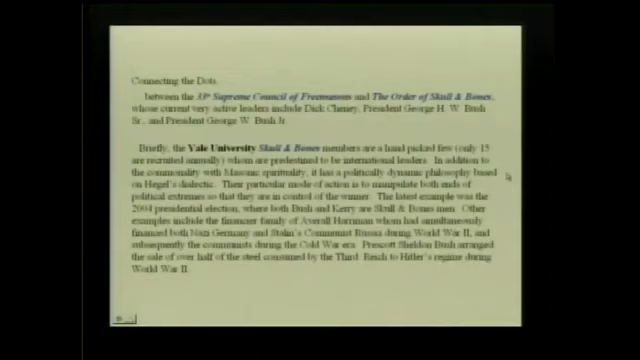 Connecting the Dots.
between the 33º Supreme Council of Freemasons and The Order of Skull & Bones,
whose current very active leaders include Dick Cheney, President George H. W. Bush
Sr., and President George W. Bush Jr.
Briefly, the Yale University Skull & Bones members are a hand picked few (only 15
are recruited annually) whom are predestined to be international leaders. In addition to
the commonality with Masonic spirituality, it has a politically dynamic philosophy based
on Hegel's dialectic. Their particular mode of action is to manipulate both ends of
political extremes so that they are in control of the winner. The latest example was the
2004 presidential election, where both Bush and Kerry are Skull & Bones men. Other
examples include the financier family of Averall Harriman whom had simultaneously
financed both Nazi Germany and Stalin's Communist Russia during World War II, and
subsequently the communists during the Cold War era. Prescott Sheldon Bush arranged
the sale of over half of the steel consumed by the Third Reich to Hitler's regime during
World War II.